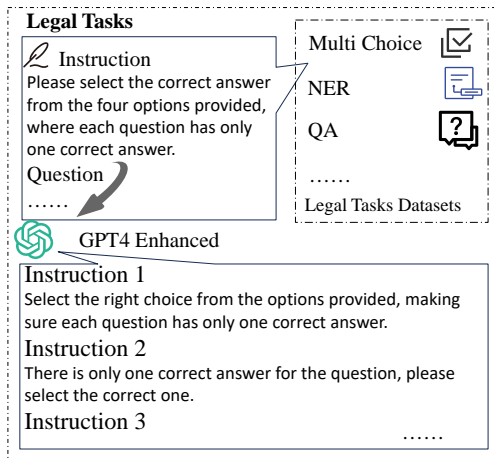 Legal Tasks
Instruction
Please select the correct answer
from the four options provided,
where each question has only
one correct answer.
Question
......
Multi Choice
NER
QA
......
Legal Tasks Datasets
GPT4 Enhanced
Instruction 1
Select the right choice from the options provided, making
sure each question has only one correct answer.
Instruction 2
There is only one correct answer for the question, please
select the correct one.
Instruction 3
......